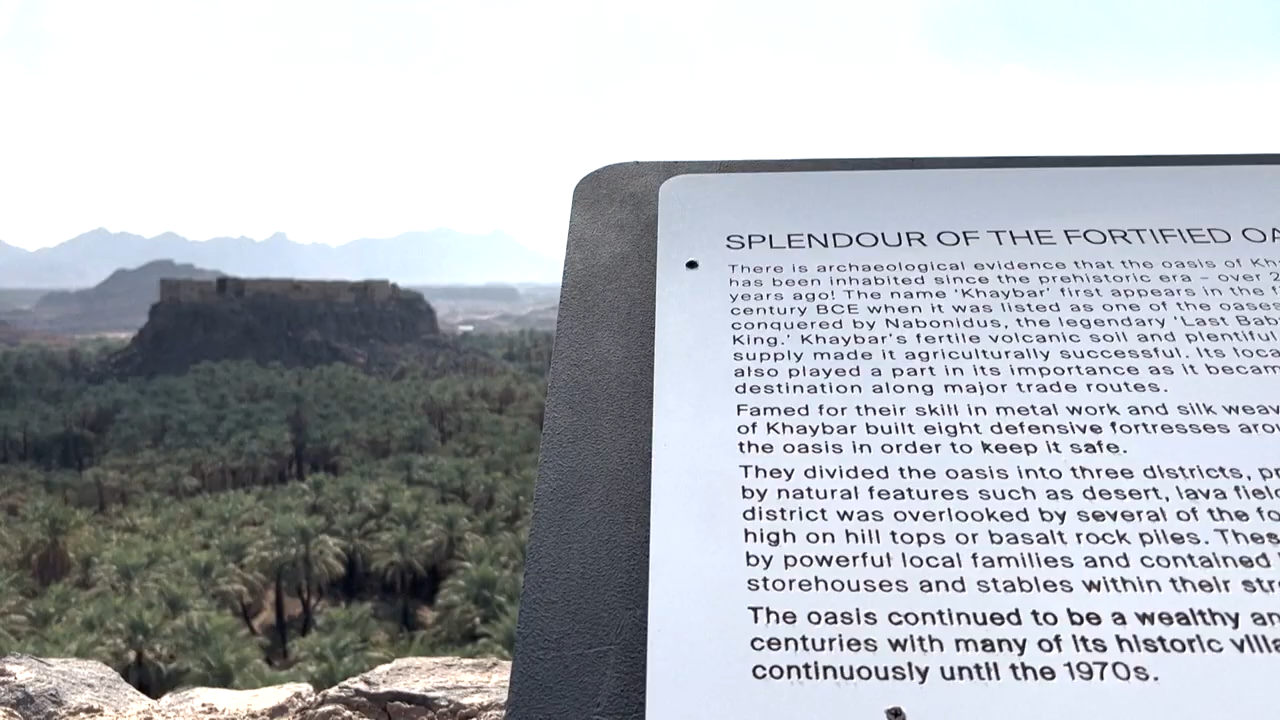 SPLENDOUR OF THE FORTIFIED OA
There is archaeological evidence that the oasis of Kha
has been inhabited since the prehistoric era – over 2
years ago! The name 'Khaybar' first appears in the f
century BCE when it was listed as one of the oases
conquered by Nabonidus, the legendary 'Last Bab
King.' Khaybar's fertile volcanic soil and plentiful
supply made it agriculturally successful. Its loca
also played a part in its importance as it becam
destination along major trade routes.
Famed for their skill in metal work and silk weav
of Khaybar built eight defensive fortresses arou
the oasis in order to keep it safe.
They divided the oasis into three districts, pr
by natural features such as desert, lava field
district was overlooked by several of the fo
high on hill tops or basalt rock piles. Thes
by powerful local families and contained
storehouses and stables within their str
The oasis continued to be a wealthy an
centuries with many of its historic villa
continuously until the 1970s.